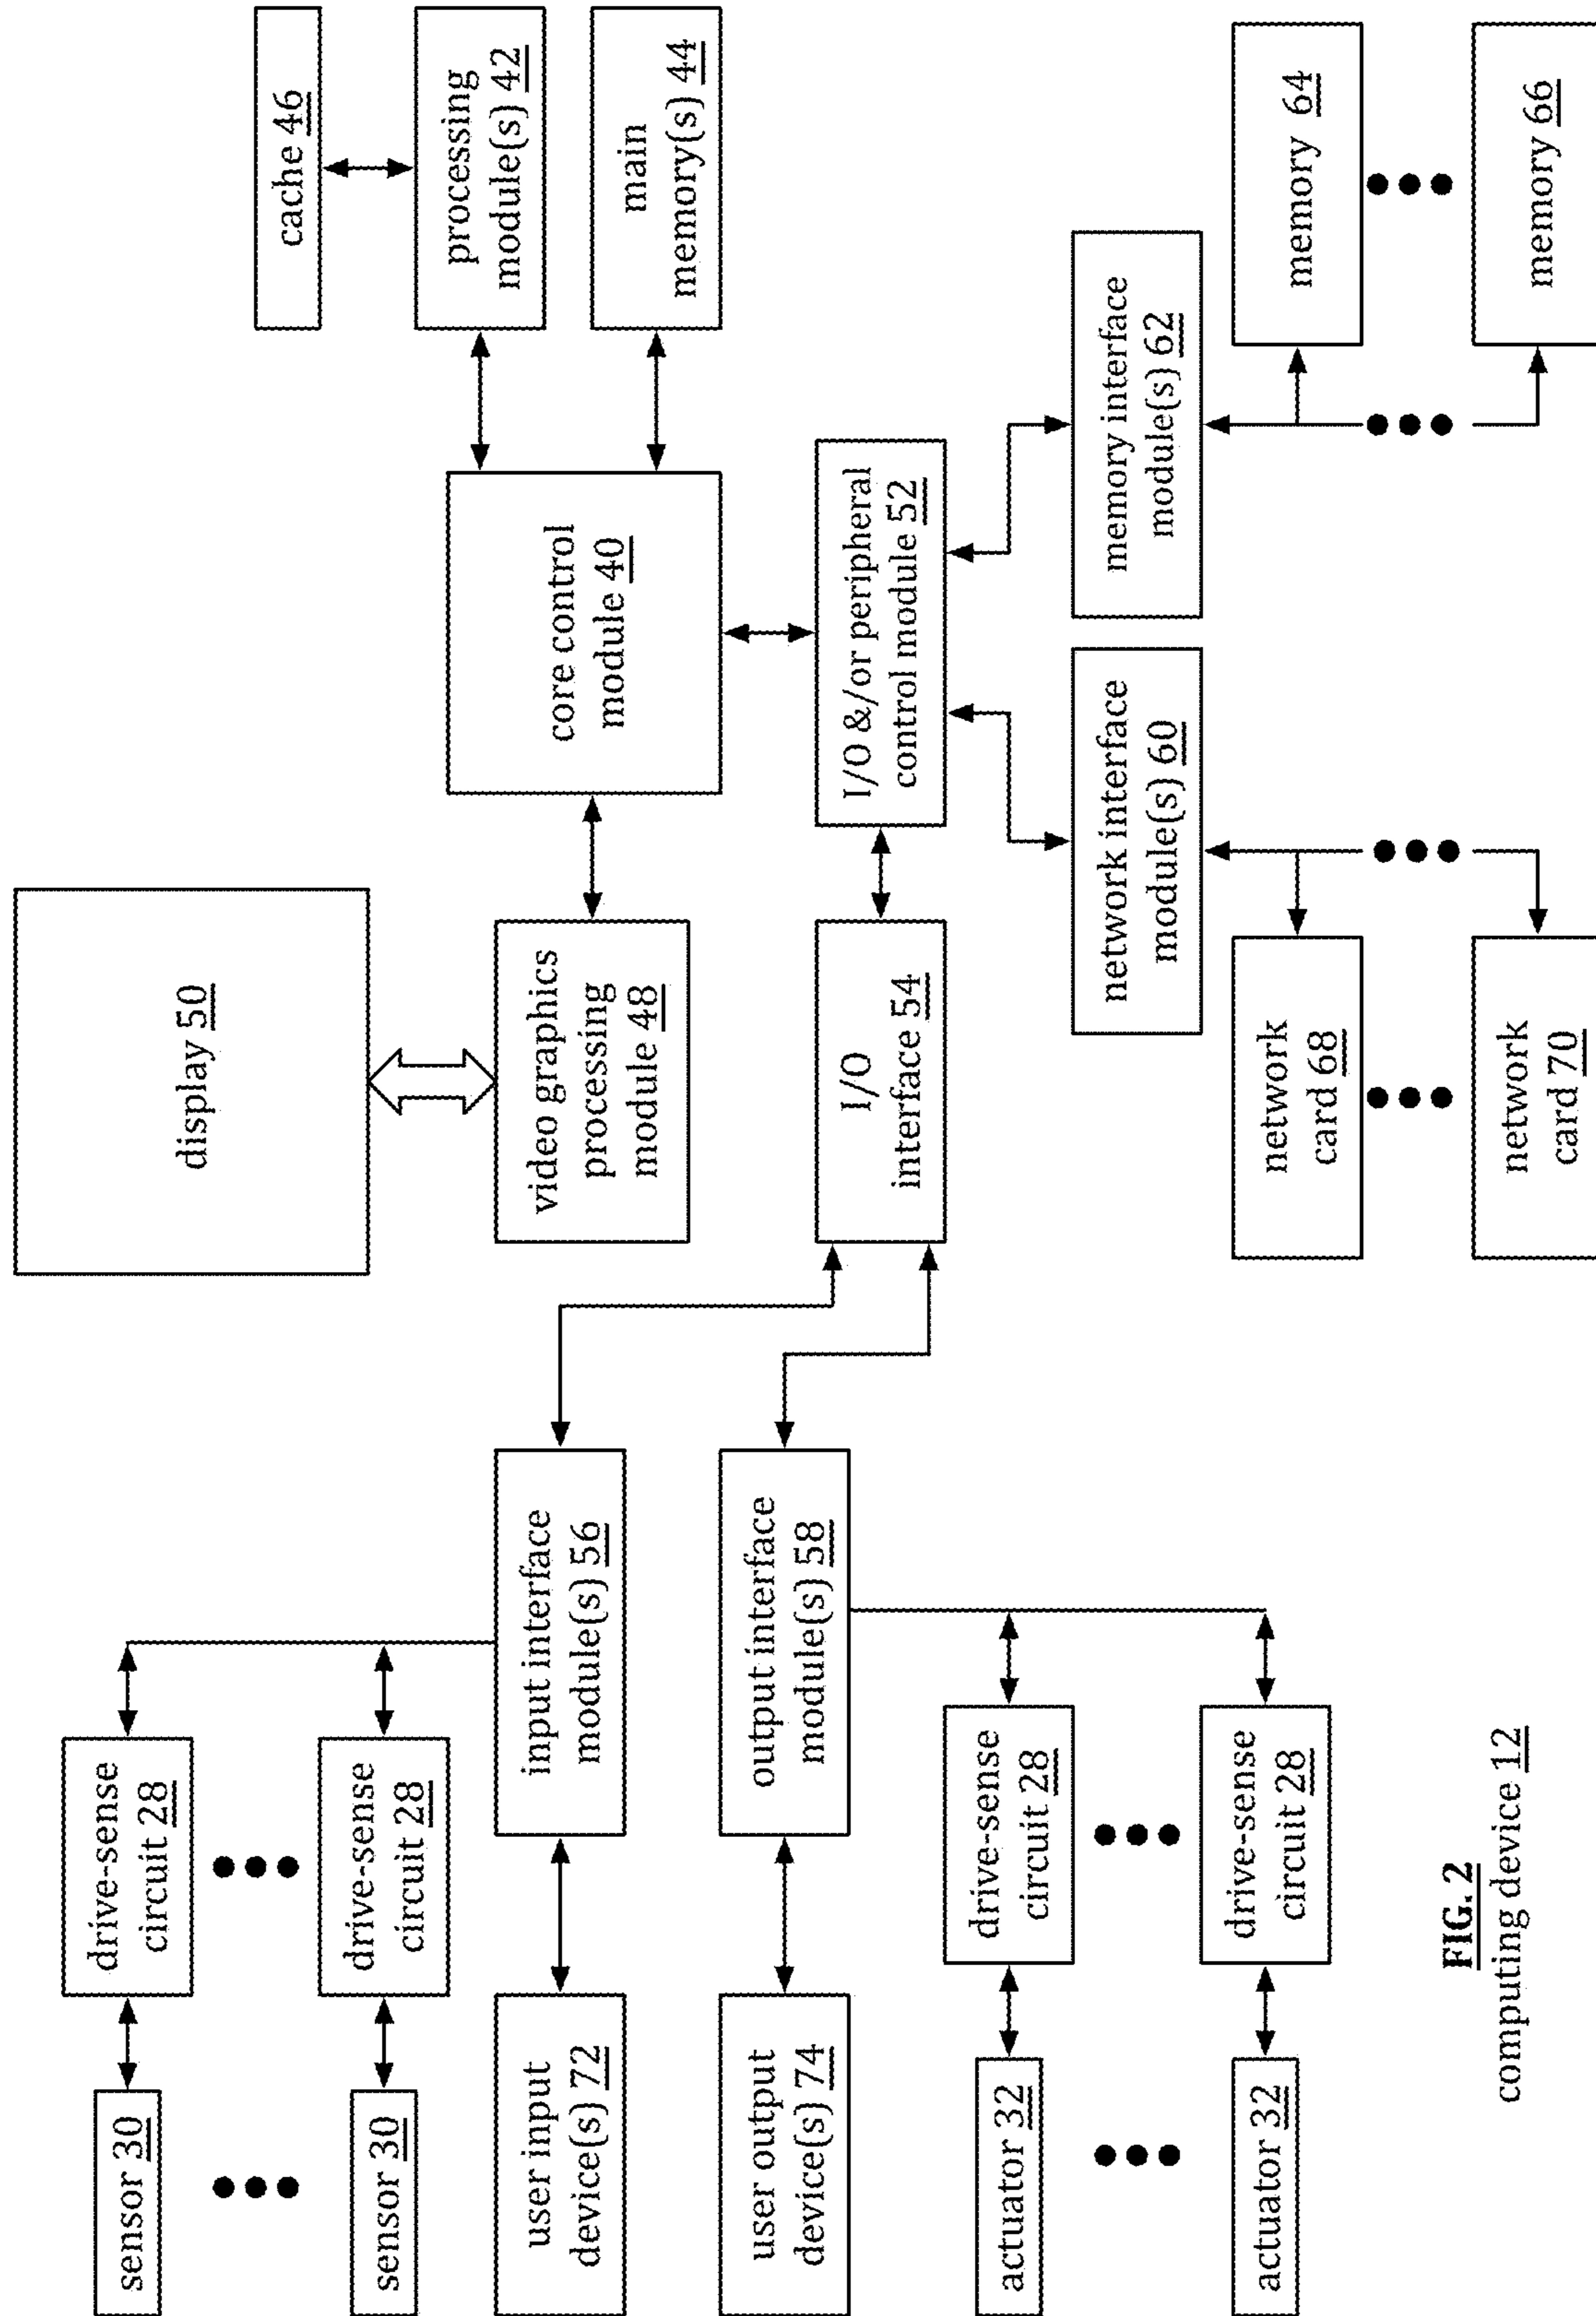 display 50
cache 46
processing
module(s) 42
main
memory(s) 44
core control
module 40
video graphics
processing
module 48
I/O &/or peripheral
control module 52
I/O
interface 54
network interface
module(s) 60
memory interface
module(s) 62
memory 64
memory 66
network
card 68
network
card 70
sensor 30
drive-sense
circuit 28
sensor 30
drive-sense
circuit 28
user input
device(s) 72
input interface
module(s) 56
user output
device(s) 74
output interface
module(s) 58
actuator 32
drive-sense
circuit 28
actuator 32
drive-sense
circuit 28
FIG. 2
computing device 12